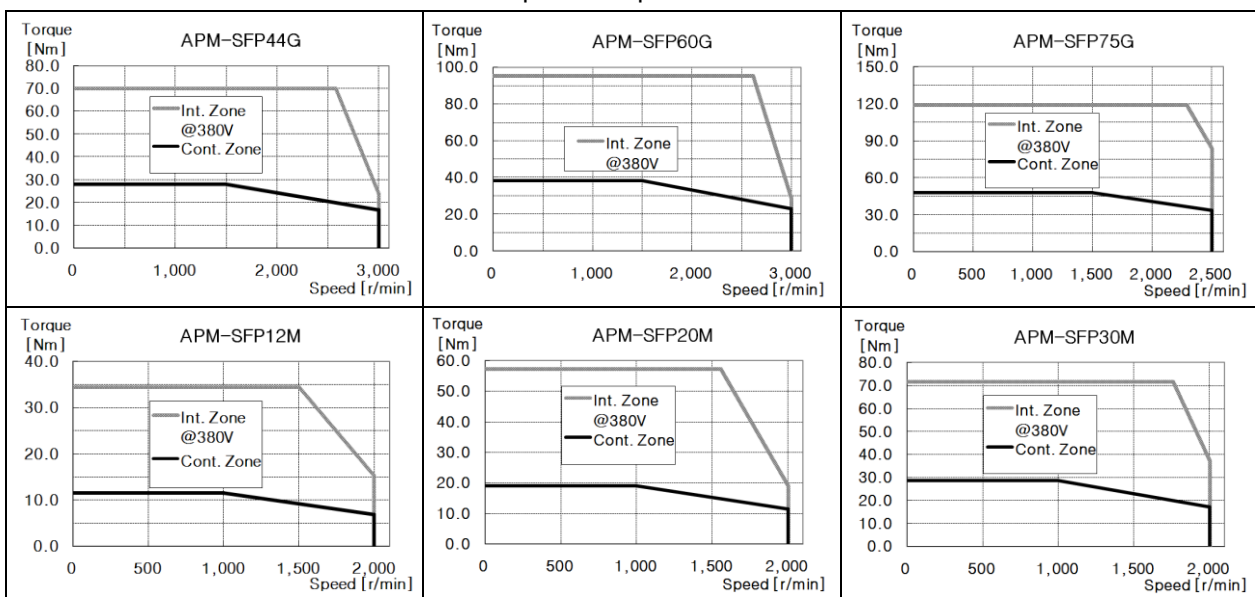 Torque
[Nm]
APM-SFP44G
80.0
70.0
60.0
50.0
40.0
30.0
20.0
10.0
0.0
Int. Zone
@380V
Cont. Zone
0 1,000 2,000 3,000
Speed [r/min]
Torque
[Nm]
APM-SFP60G
100.0
80.0
60.0
40.0
20.0
0.0
Int. Zone
@380V
0 1,000 2,000 3,000
Speed [r/min]
Torque
[Nm]
APM-SFP75G
150.0
120.0
90.0
60.0
30.0
0.0
Int. Zone
@380V
Cont. Zone
0 500 1,000 1,500 2,000 2,500
Speed [r/min]
Torque
[Nm]
APM-SFP12M
40.0
30.0
20.0
10.0
0.0
Int. Zone
@380V
Cont. Zone
0 500 1,000 1,500 2,000
Speed [r/min]
Torque
[Nm]
APM-SFP20M
60.0
50.0
40.0
30.0
20.0
10.0
0.0
Int. Zone
@380V
Cont. Zone
0 500 1,000 1,500 2,000
Speed [r/min]
Torque
[Nm]
APM-SFP30M
80.0
70.0
60.0
50.0
40.0
30.0
20.0
10.0
0.0
Int. Zone
@380V
Cont. Zone
0 500 1,000 1,500 2,000
Speed [r/min]